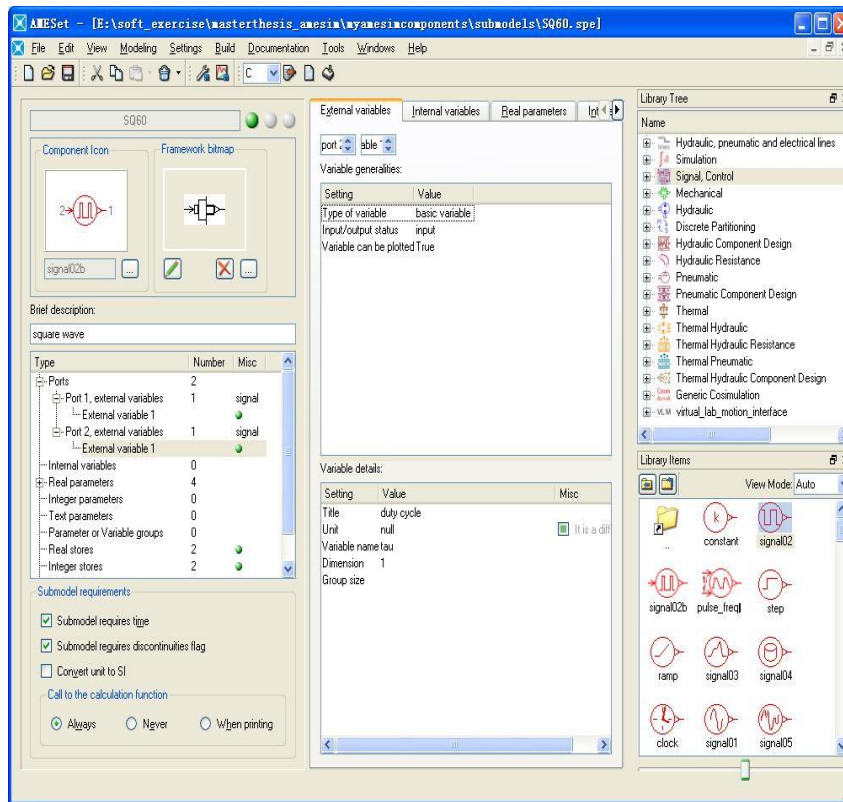 AMESet - [E:\soft_exercise\masterthesis_amesim\myamesimcomponents\submodels\SQ60.spe]
File Edit View Modeling Settings Build Documentation Tools Windows Help
C
SQ60
Component Icon
Framework bitmap
2 1
signal02b ... ...
Brief description:
square wave
Type Number Misc
Ports 2
Port 1, external variables 1 signal
External variable 1
Port 2, external variables 1 signal
External variable 1
Internal variables 0
Real parameters 4
Integer parameters 0
Text parameters 0
Parameter or Variable groups 0
Real stores 2
Integer stores 2
Submodel requirements
Submodel requires time
Submodel requires discontinuities flag
Convert unit to SI
Call to the calculation function
Always Never When printing
External variables Internal variables Real parameters Int
port able
Variable generalities:
Setting Value
Type of variable basic variable
Input/output status input
Variable can be plotted True
Variable details:
Setting Value Misc
Title duty cycle
Unit null It is a diff
Variable name tau
Dimension 1
Group size
Library Tree
Name
Hydraulic, pneumatic and electrical lines
Simulation
Signal, Control
Mechanical
Hydraulic
Discrete Partitioning
Hydraulic Component Design
Hydraulic Resistance
Pneumatic
Pneumatic Component Design
Thermal
Thermal Hydraulic
Thermal Hydraulic Resistance
Thermal Pneumatic
Thermal Hydraulic Component Design
Generic Cosimulation
VLM virtual_lab_motion_interface
Library Items
View Mode: Auto
k
.. constant signal02
signal02b pulse_freql step
ramp signal03 signal04
clock signal01 signal05